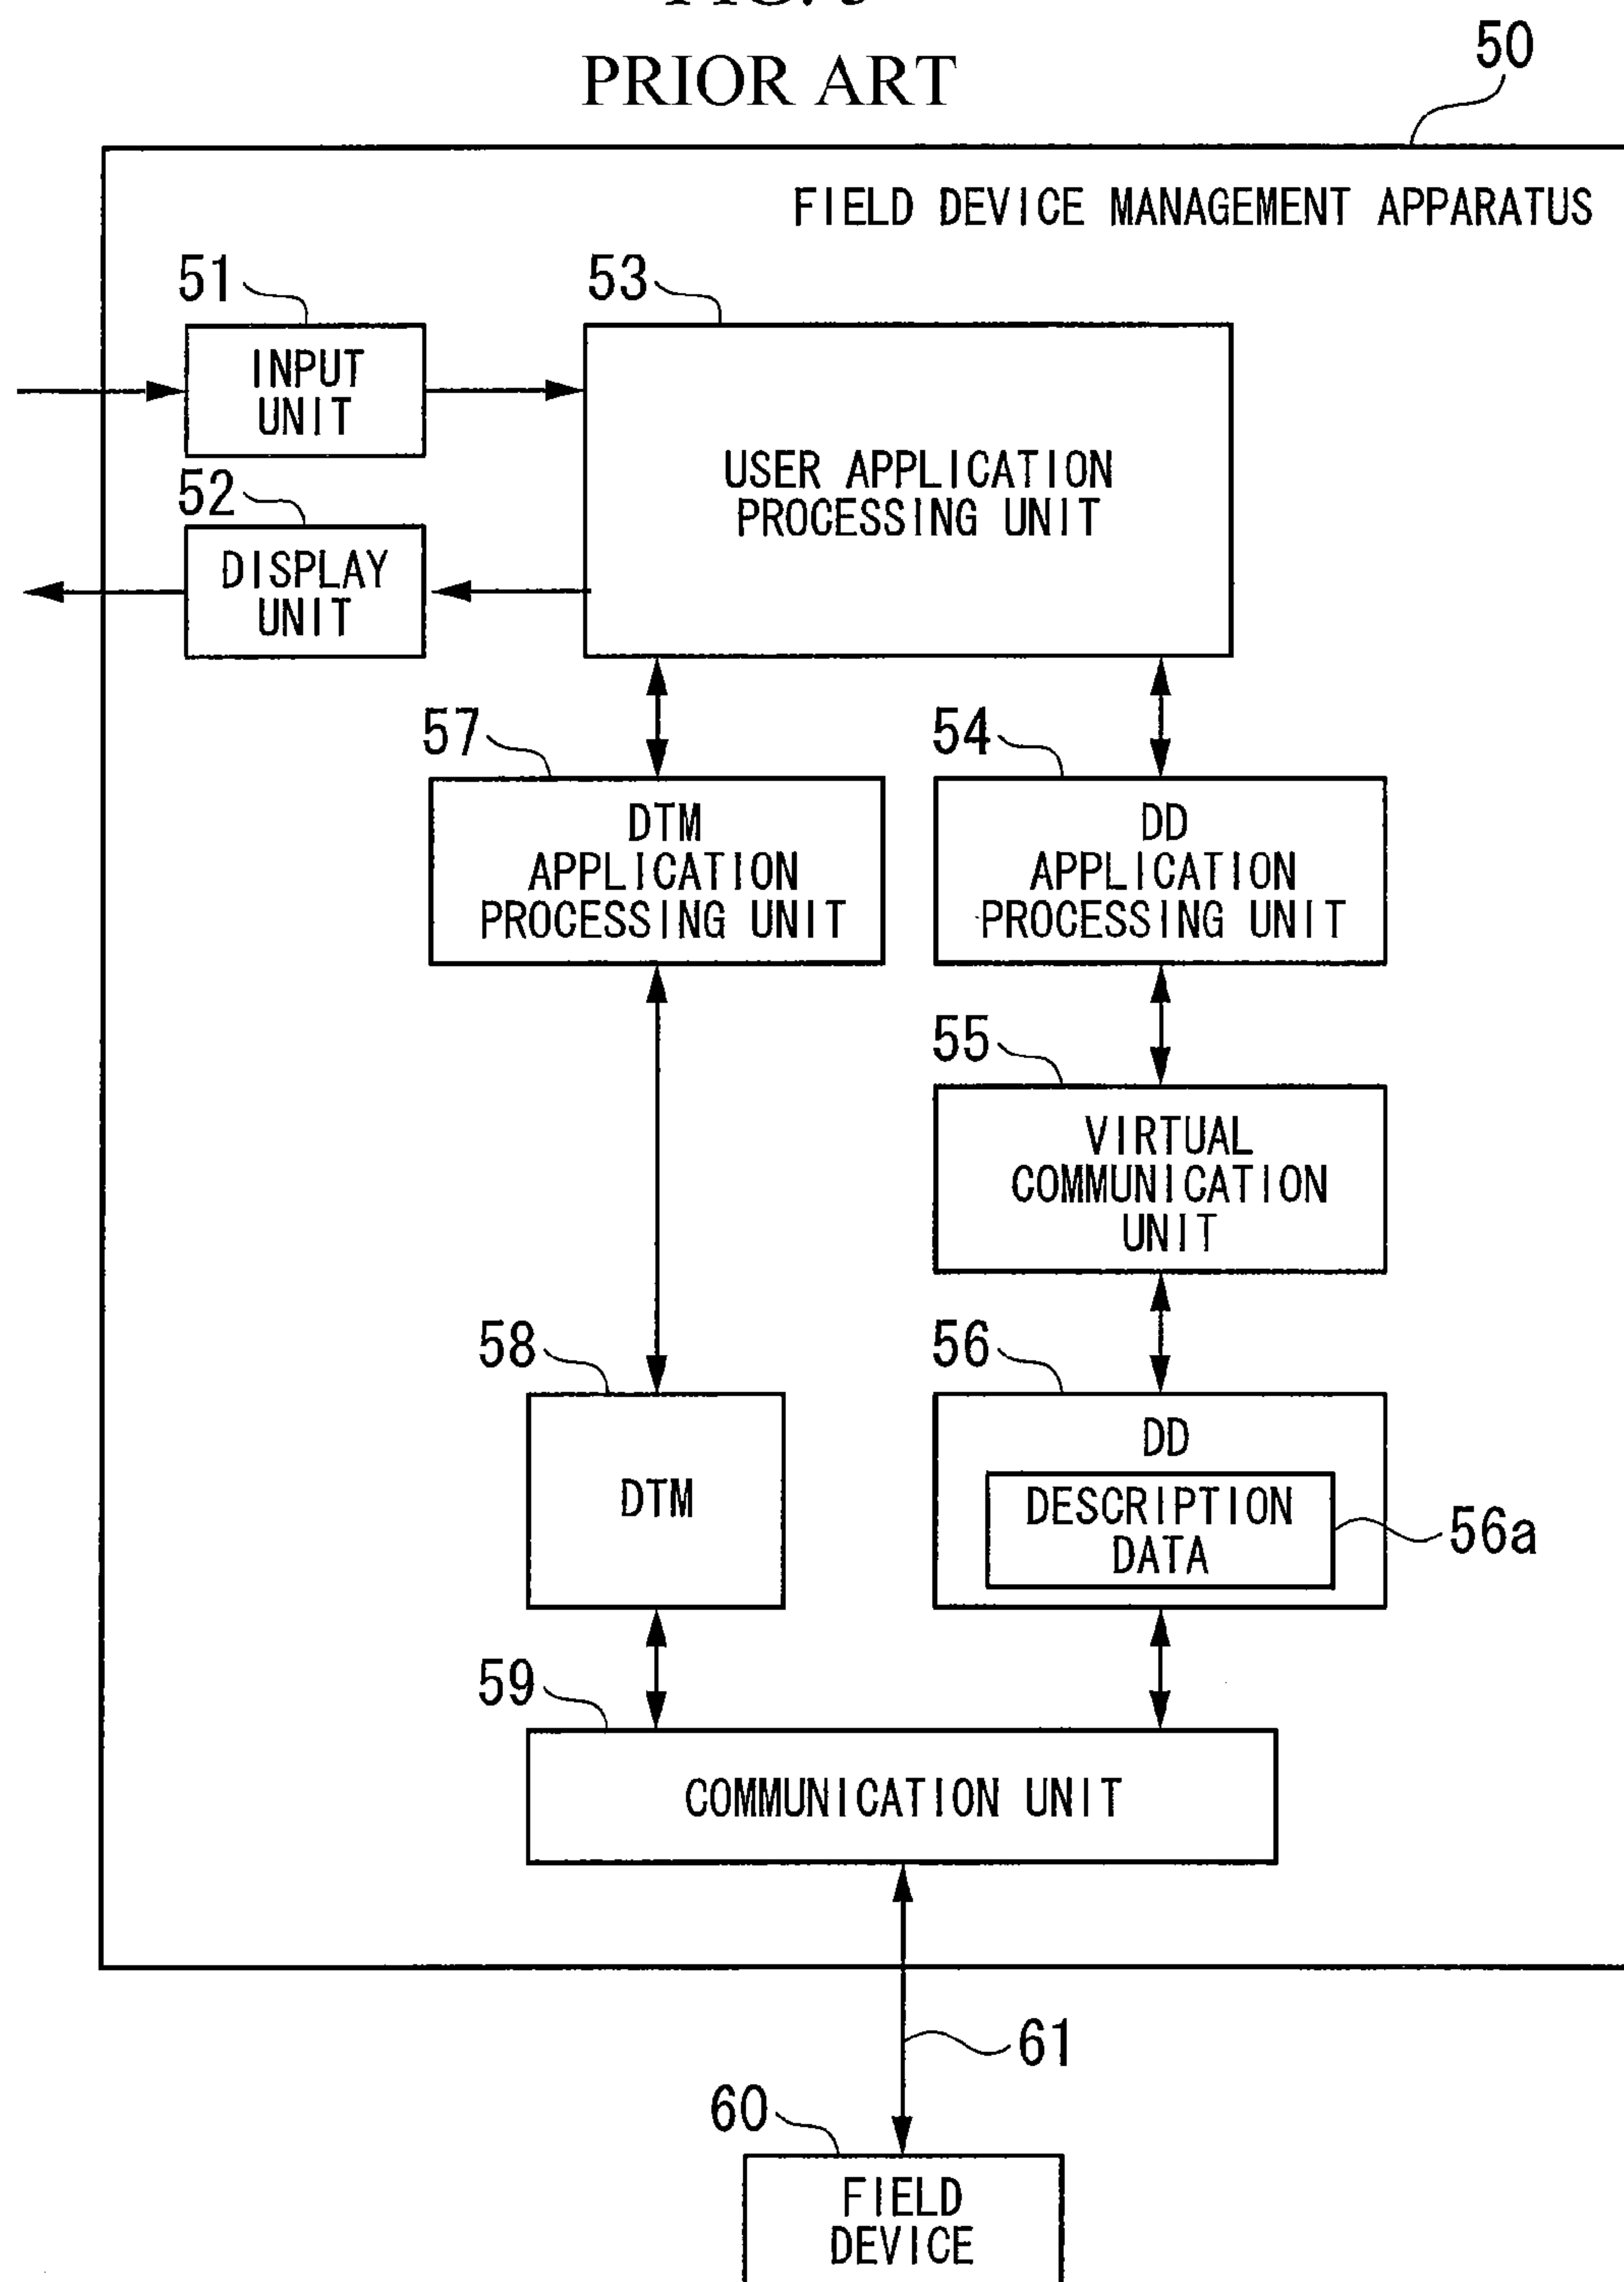 PRIOR ART
50
FIELD DEVICE MANAGEMENT APPARATUS
51
53
INPUT
UNIT
USER APPLICATION
PROCESSING UNIT
52
DISPLAY
UNIT
57
54
DTM
APPLICATION
PROCESSING UNIT
DD
APPLICATION
PROCESSING UNIT
55
VIRTUAL
COMMUNICATION
UNIT
58
56
DTM
DD
DESCRIPTION
DATA
56a
59
COMMUNICATION UNIT
61
60
FIELD
DEVICE